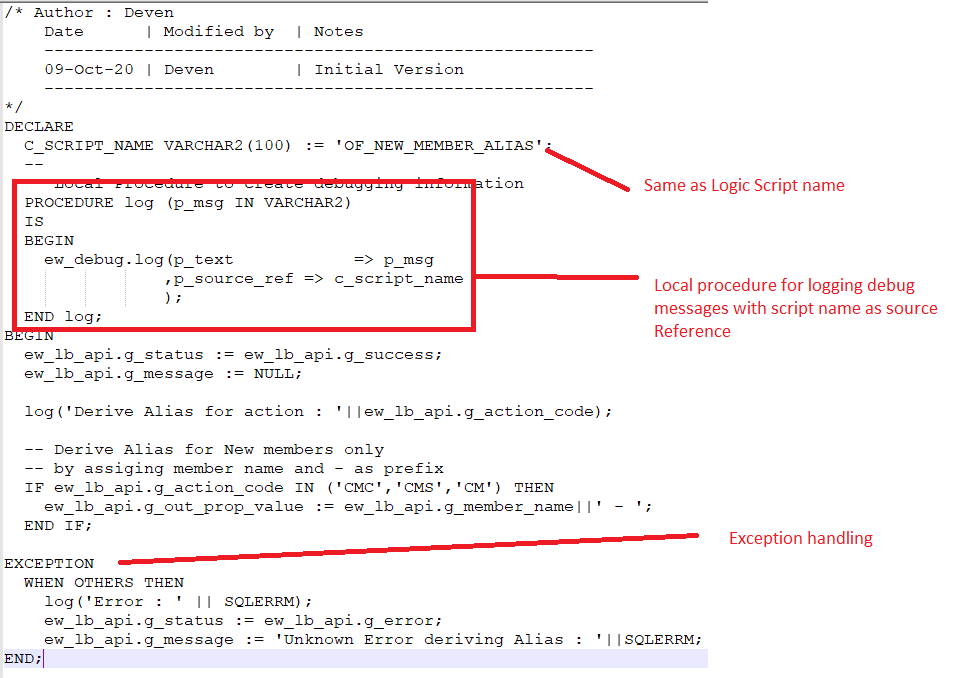 /* Author : Deven
    Date      | Modified by  | Notes
    -------------------------------------------------------
    09-Oct-20 | Deven        | Initial Version
    -------------------------------------------------------
*/
DECLARE
  C_SCRIPT_NAME VARCHAR2(100) := 'OF_NEW_MEMBER_ALIAS';
  --
Same as Logic Script name
  -- Local Procedure to create debugging information
  PROCEDURE log (p_msg IN VARCHAR2)
  IS
  BEGIN
    ew_debug.log(p_text            => p_msg
                ,p_source_ref => c_script_name
                );
  END log;
Local procedure for logging debug
messages with script name as source
Reference
BEGIN
  ew_lb_api.g_status := ew_lb_api.g_success;
  ew_lb_api.g_message := NULL;
  log('Derive Alias for action : '||ew_lb_api.g_action_code);
  -- Derive Alias for New members only
  -- by assiging member name and - as prefix
  IF ew_lb_api.g_action_code IN ('CMC','CMS','CM') THEN
    ew_lb_api.g_out_prop_value := ew_lb_api.g_member_name||' - ';
  END IF;
Exception handling
EXCEPTION
  WHEN OTHERS THEN
    log('Error : ' || SQLERRM);
    ew_lb_api.g_status := ew_lb_api.g_error;
    ew_lb_api.g_message := 'Unknown Error deriving Alias : '||SQLERRM;
END;